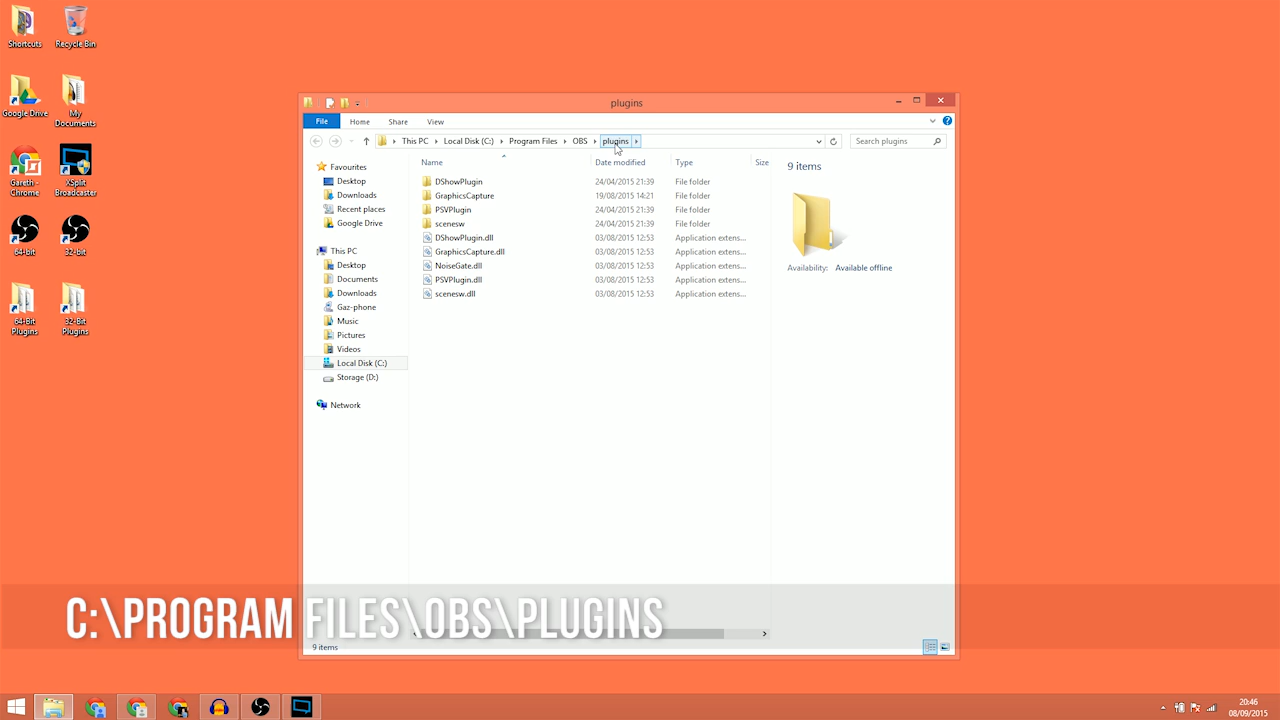 Shortcuts
Recycle Bin
Google Drive
My Documents
Gareth - Chrome
XSplit Broadcaster
64-bit
32-bit
64-Bit Plugins
32-Bit Plugins
plugins
File Home Share View
This PC Local Disk (C:) Program Files OBS plugins
Search plugins
Favourites
Desktop
Downloads
Recent places
Google Drive
This PC
Desktop
Documents
Downloads
Gaz-phone
Music
Pictures
Videos
Local Disk (C:)
Storage (D:)
Network
Name Date modified Type Size
DShowPlugin 24/04/2015 21:39 File folder
GraphicsCapture 19/08/2015 14:21 File folder
PSVPlugin 24/04/2015 21:39 File folder
scenesw 24/04/2015 21:39 File folder
DShowPlugin.dll 03/08/2015 12:53 Application extens...
GraphicsCapture.dll 03/08/2015 12:53 Application extens...
NoiseGate.dll 03/08/2015 12:53 Application extens...
PSVPlugin.dll 03/08/2015 12:53 Application extens...
scenesw.dll 03/08/2015 12:53 Application extens...
9 items
Availability: Available offline
C:\PROGRAM FILES\OBS\PLUGINS
9 items
20:46
08/09/2015